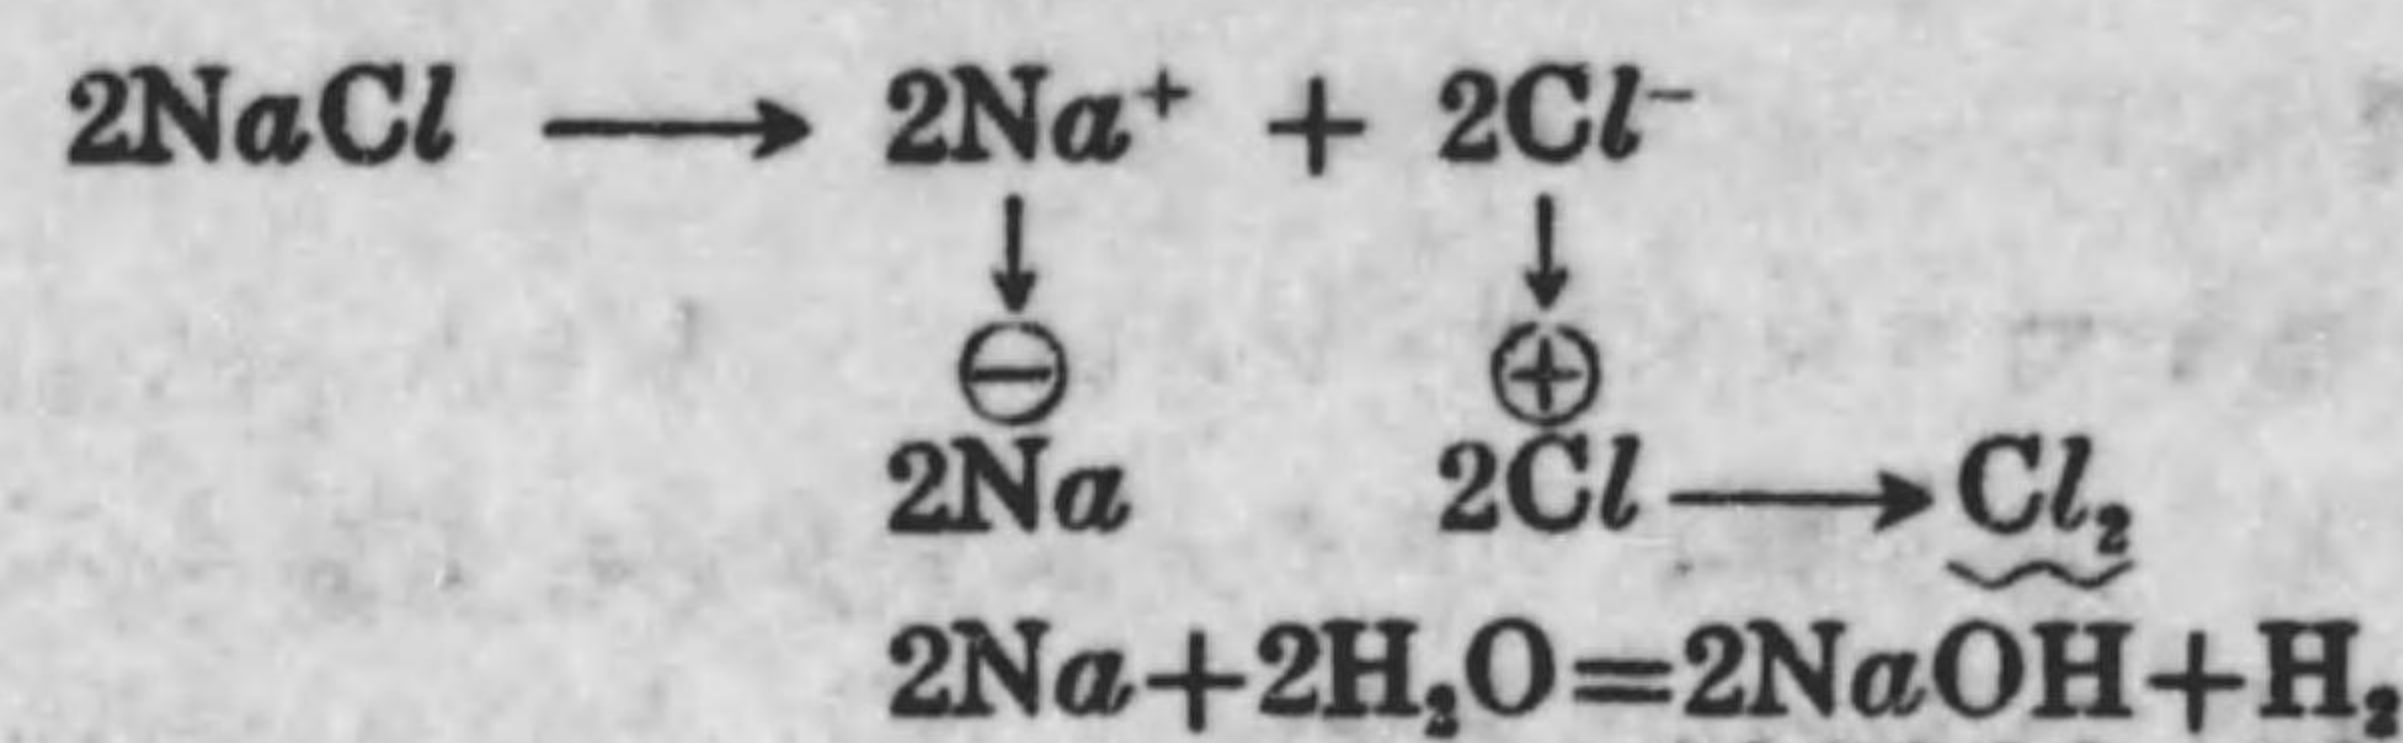 2NaCl ⟶ 2Na⁺ + 2Cl⁻
↓ ↓
⊖ ⊕
2Na 2Cl ⟶ Cl₂
2Na+2H₂O=2NaOH+H₂